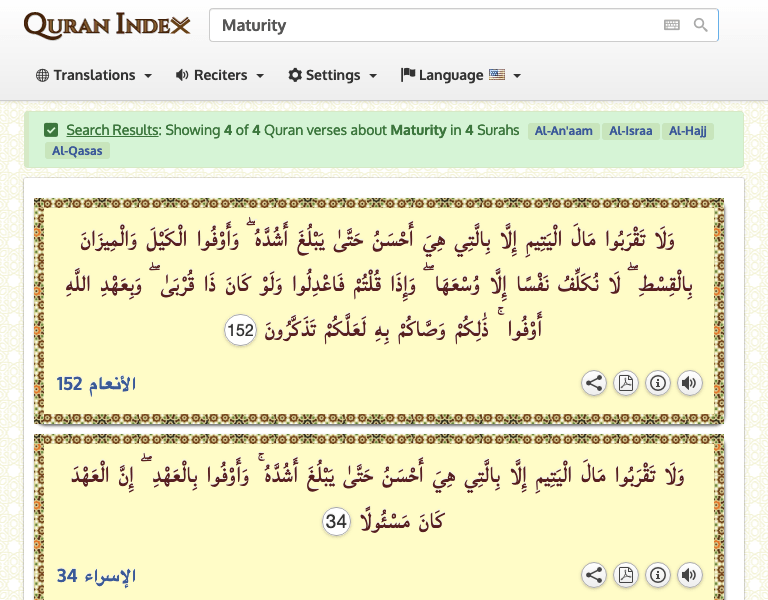 QURAN INDEX
Maturity
Translations
Reciters
Settings
Language
Search Results: Showing 4 of 4 Quran verses about Maturity in 4 Surahs Al-An'aam Al-Israa Al-Hajj
Al-Qasas
وَلَا تَقْرَبُوا مَالَ الْيَتِيمِ إِلَّا بِالَّتِي هِيَ أَحْسَنُ حَتَّىٰ يَبْلُغَ أَشُدَّهُ ۖ وَأَوْفُوا الْكَيْلَ وَالْمِيزَانَ
بِالْقِسْطِ ۖ لَا نُكَلِّفُ نَفْسًا إِلَّا وُسْعَهَا ۖ وَإِذَا قُلْتُمْ فَاعْدِلُوا وَلَوْ كَانَ ذَا قُرْبَىٰ ۖ وَبِعَهْدِ اللَّهِ
أَوْفُوا ۚ ذَٰلِكُمْ وَصَّاكُم بِهِ لَعَلَّكُمْ تَذَكَّرُونَ 152
الأنعام 152
وَلَا تَقْرَبُوا مَالَ الْيَتِيمِ إِلَّا بِالَّتِي هِيَ أَحْسَنُ حَتَّىٰ يَبْلُغَ أَشُدَّهُ ۚ وَأَوْفُوا بِالْعَهْدِ ۖ إِنَّ الْعَهْدَ
كَانَ مَسْئُولًا 34
الإسراء 34